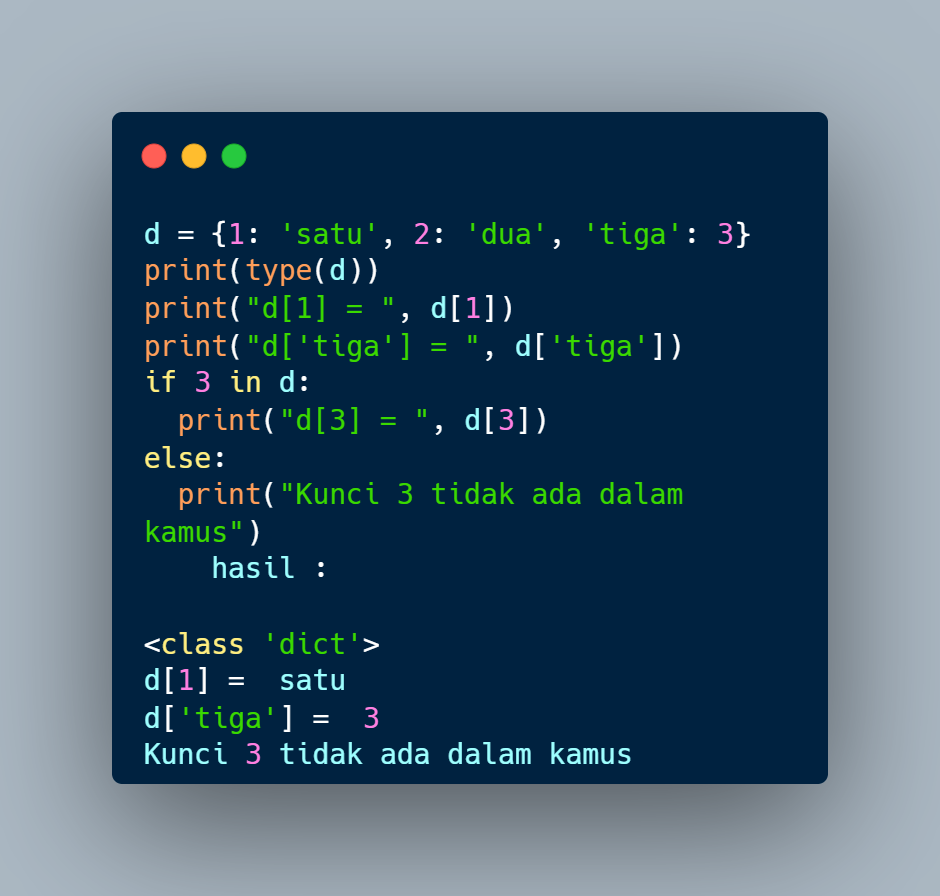 d = {1: 'satu', 2: 'dua', 'tiga': 3}
print(type(d))
print("d[1] = ", d[1])
print("d['tiga'] = ", d['tiga'])
if 3 in d:
  print("d[3] = ", d[3])
else:
  print("Kunci 3 tidak ada dalam
kamus")
    hasil :

<class 'dict'>
d[1] =  satu
d['tiga'] =  3
Kunci 3 tidak ada dalam kamus